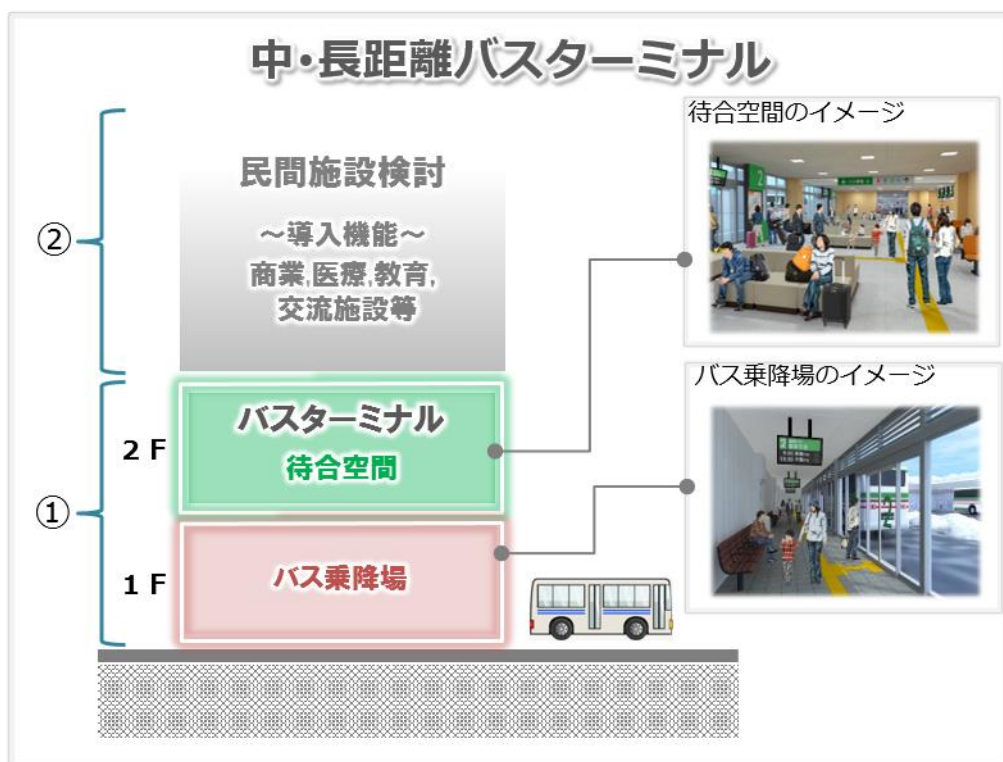 中・長距離バスターミナル
待合空間のイメージ
2
民間施設検討
～導入機能～
商業,医療,教育,
交流施設等
②
バスターミナル
待合空間
2F
バス乗降場のイメージ
2
①
バス乗降場
1F